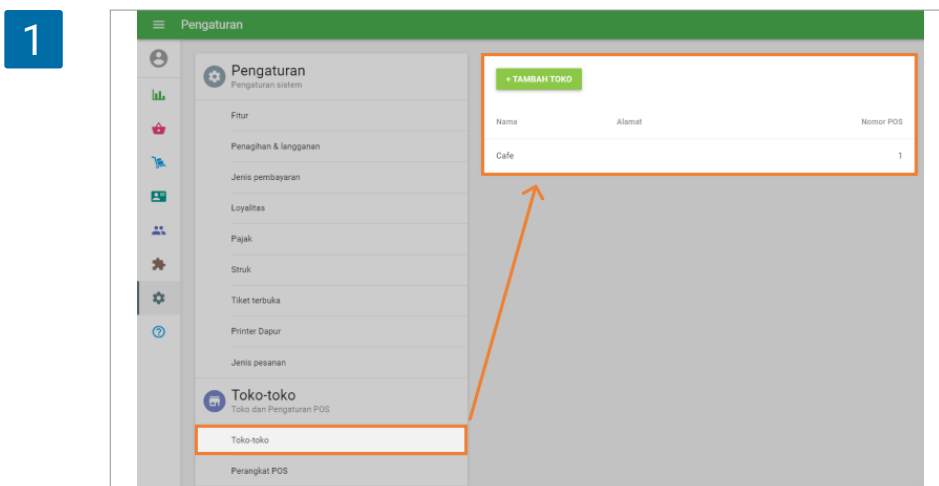 1
Pengaturan
Pengaturan
Pengaturan sistem
Fitur
Penagihan & langganan
Jenis pembayaran
Loyalitas
Pajak
Struk
Tiket terbuka
Printer Dapur
Jenis pesanan
Toko-toko
Toko dan Pengaturan POS
Toko-toko
Perangkat POS
+ TAMBAH TOKO
Nama Alamat Nomor POS
Cafe 1